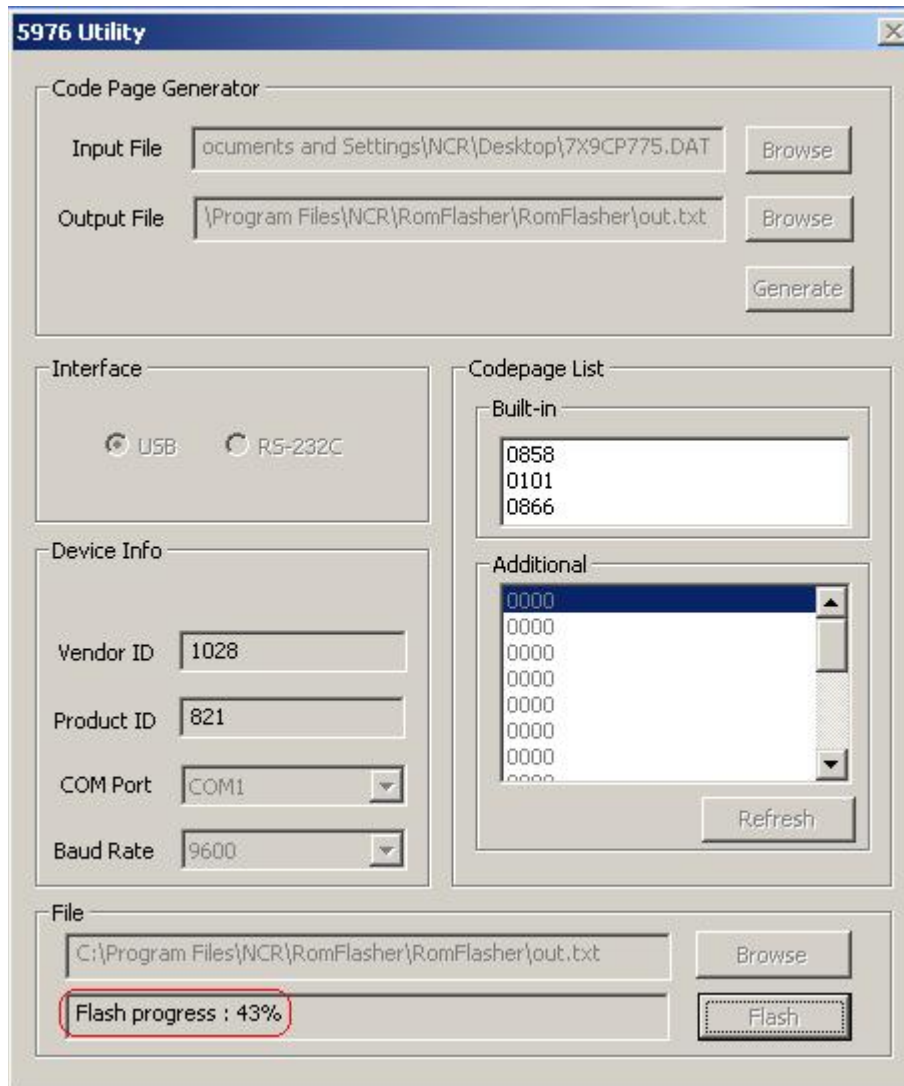 5976 Utility
Code Page Generator
Input File
ocuments and Settings\NCR\Desktop\7X9CP775.DAT
Browse
Output File
\Program Files\NCR\RomFlasher\RomFlasher\out.txt
Browse
Generate
Interface
USB
RS-232C
Codepage List
Built-in
0858
0101
0866
Device Info
Vendor ID
1028
Product ID
821
COM Port
COM1
Baud Rate
9600
Additional
0000
0000
0000
0000
0000
0000
0000
0000
Refresh
File
C:\Program Files\NCR\RomFlasher\RomFlasher\out.txt
Browse
Flash progress : 43%
Flash